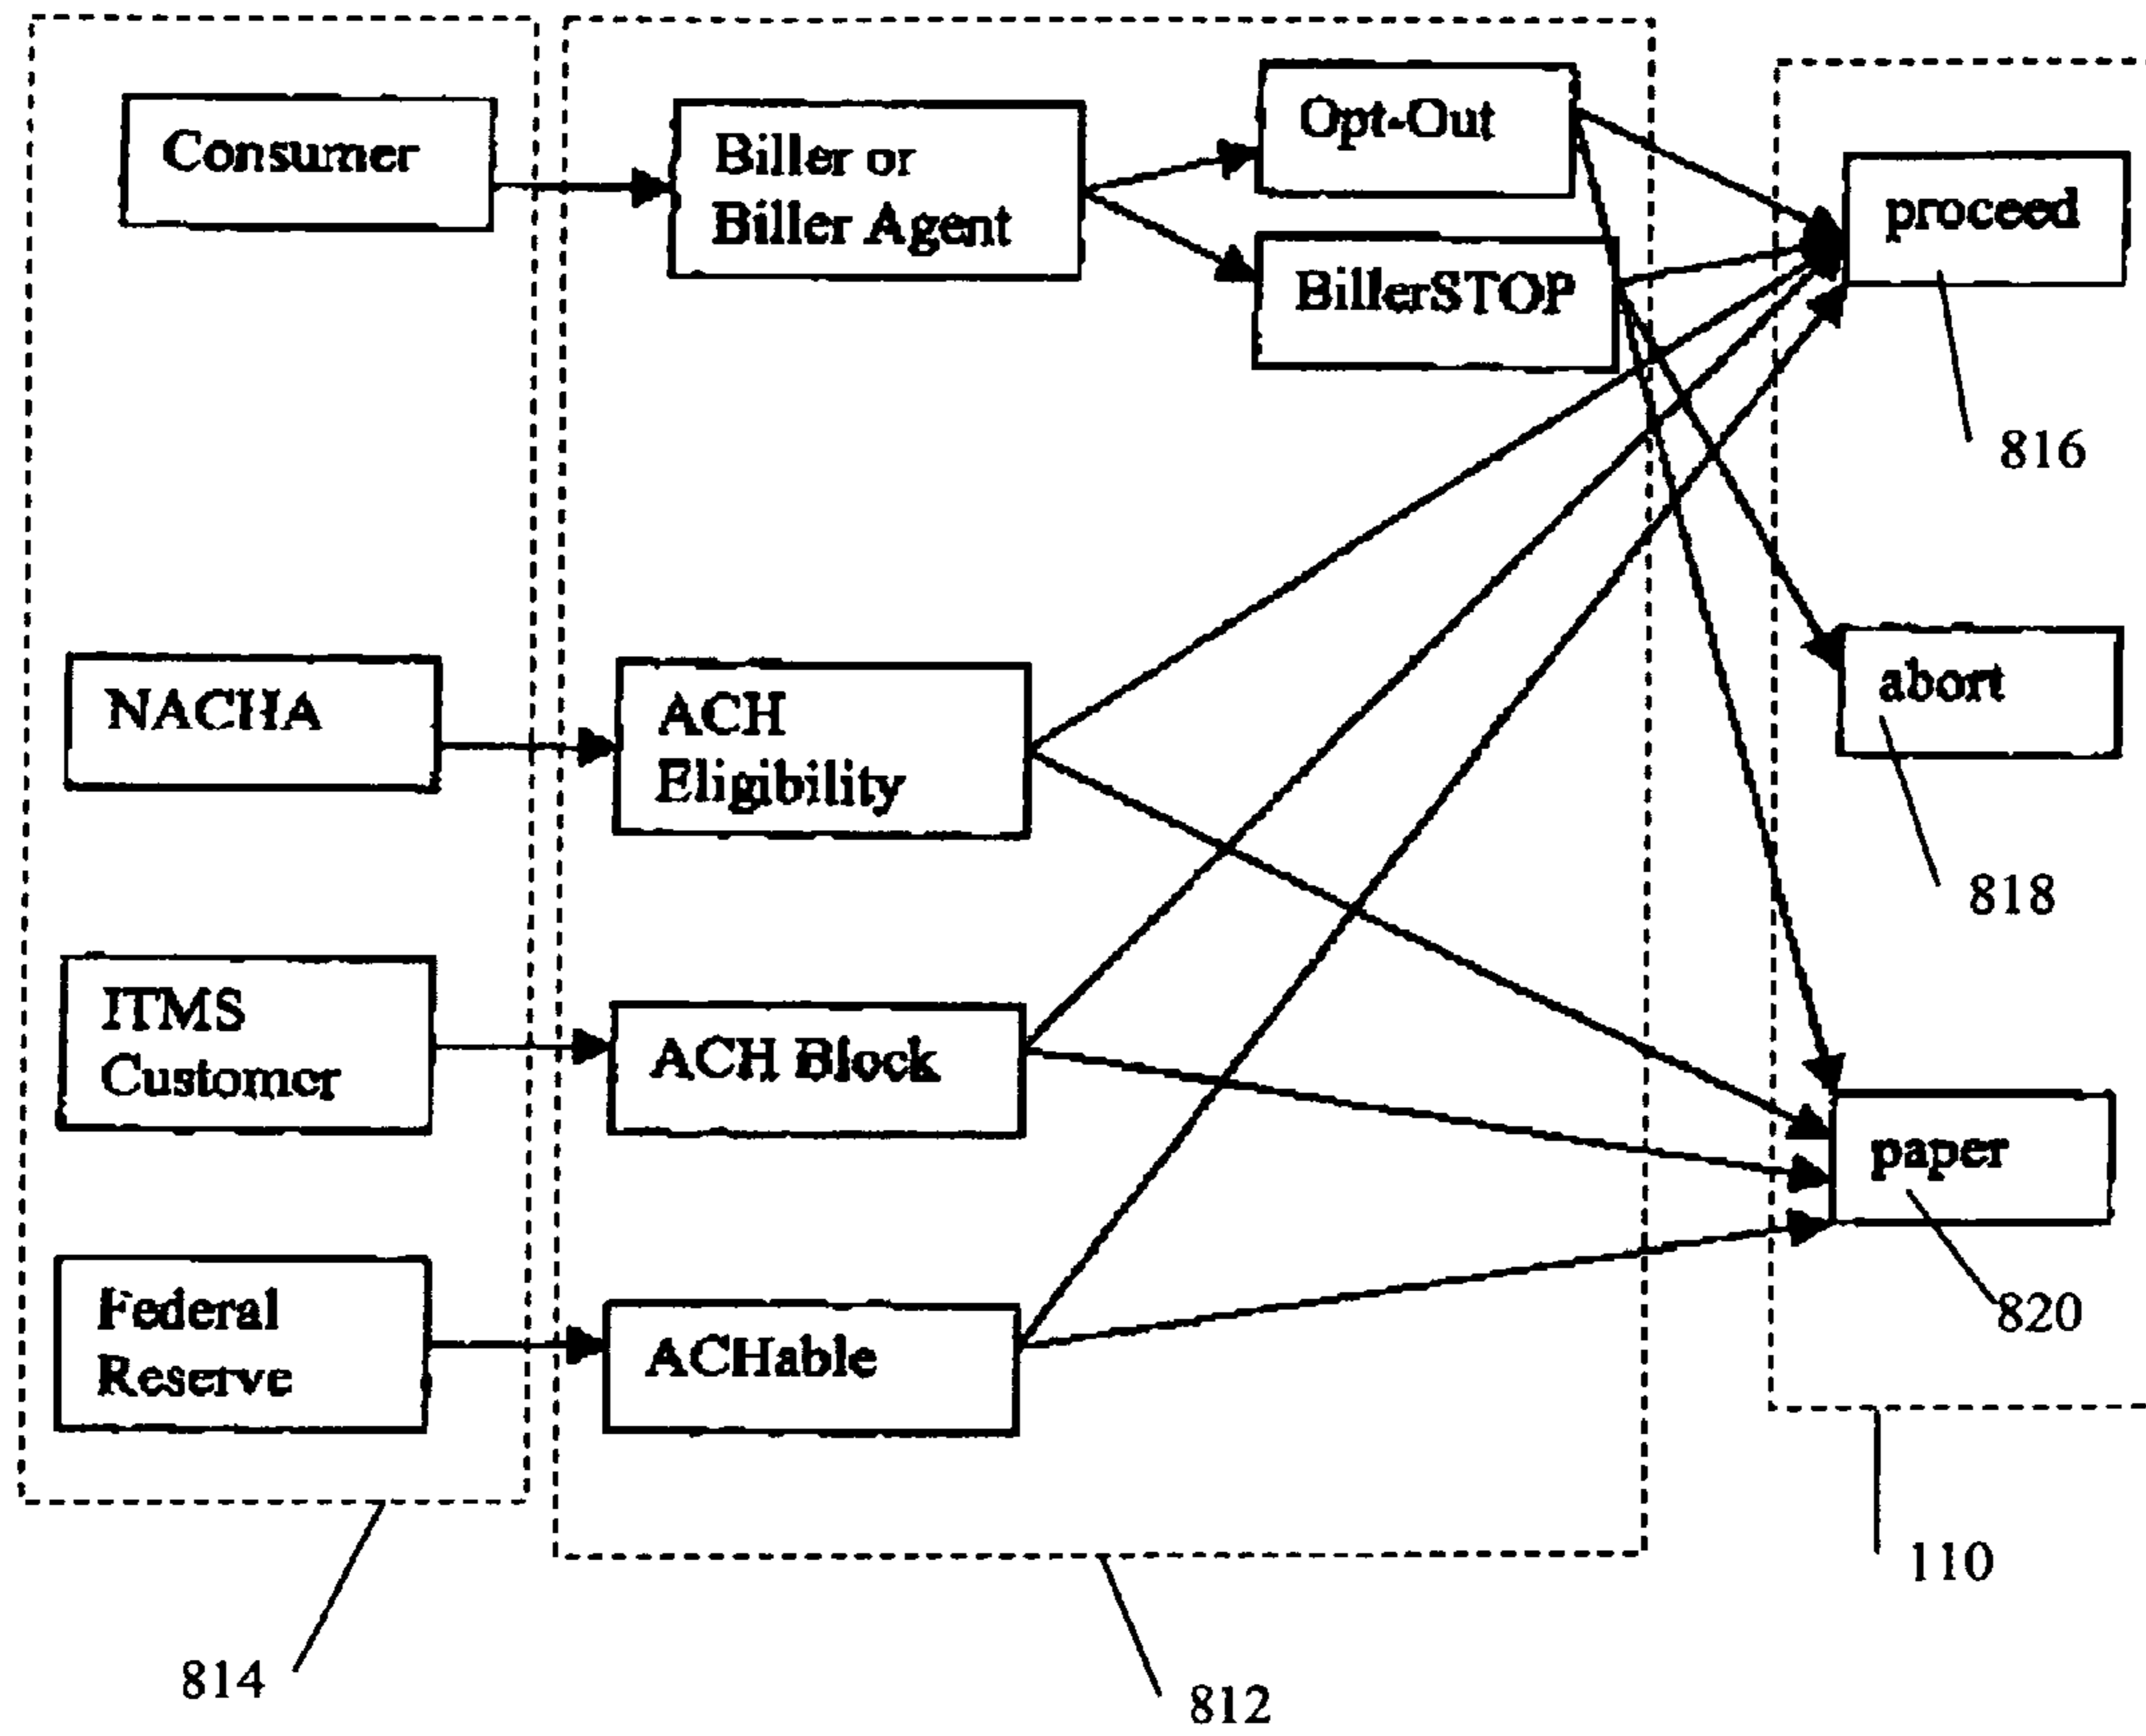 Consumer
Biller or
Biller Agent
Opt-Out
BillerSTOP
proceed
816
NACHA
ACH
Eligibility
abort
818
ITMS
Customer
ACH Block
paper
820
Federal
Reserve
ACHable
110
814
812